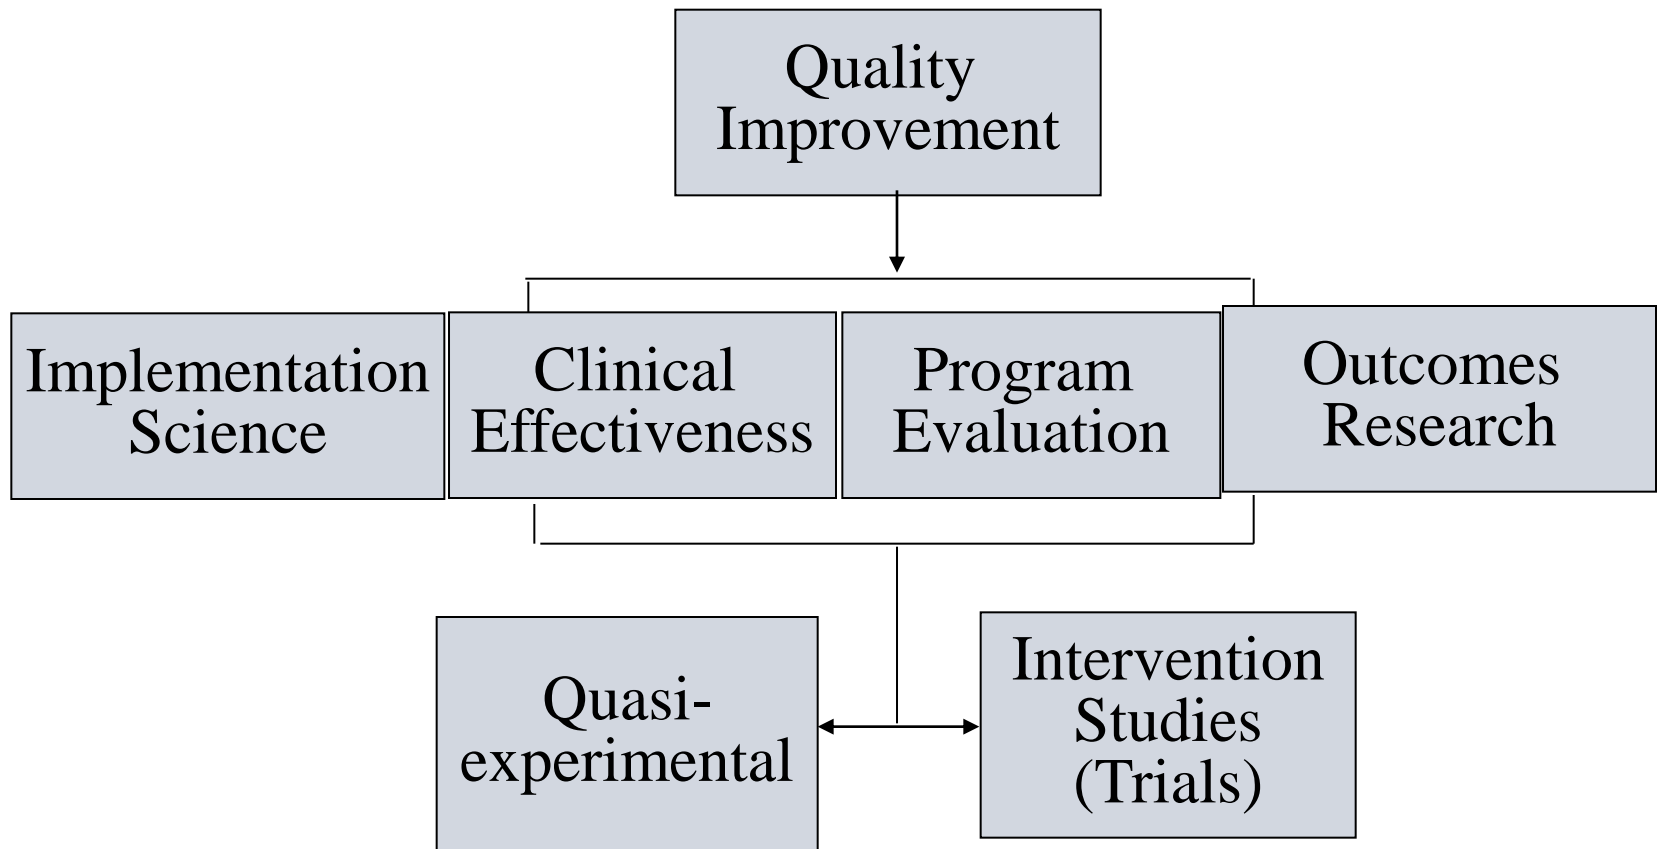 Quality
Improvement
Implementation
Science
Clinical
Effectiveness
Program
Evaluation
Outcomes
Research
Quasi-
experimental
Intervention
Studies
(Trials)